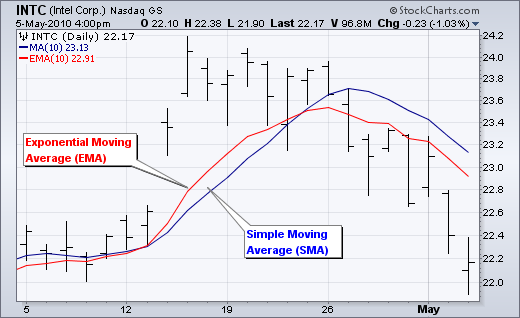 INTC (Intel Corp.) Nasdaq GS © StockCharts.com
5-May-2010 4:00pm O 22.10 H 22.38 L 21.90 Last 22.17 V 96.8M Chg -0.23 (-1.03%)
INTC (Daily) 22.17
MA(10) 23.13
EMA(10) 22.91
24.2
24.0
23.8
23.6
23.4
23.2
23.0
22.8
22.6
22.4
22.2
22.0
Exponential Moving
Average (EMA)
Simple Moving
Average (SMA)
5 12 19 26 May